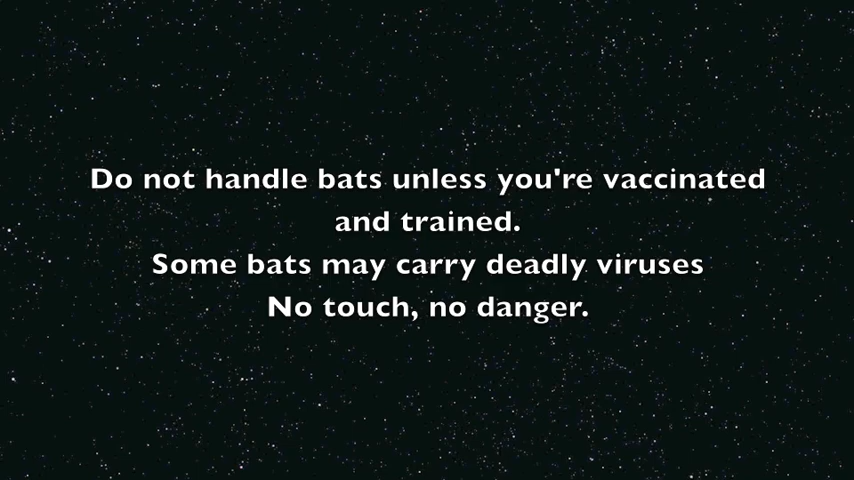 Do not handle bats unless you're vaccinated
and trained.
Some bats may carry deadly viruses
No touch, no danger.